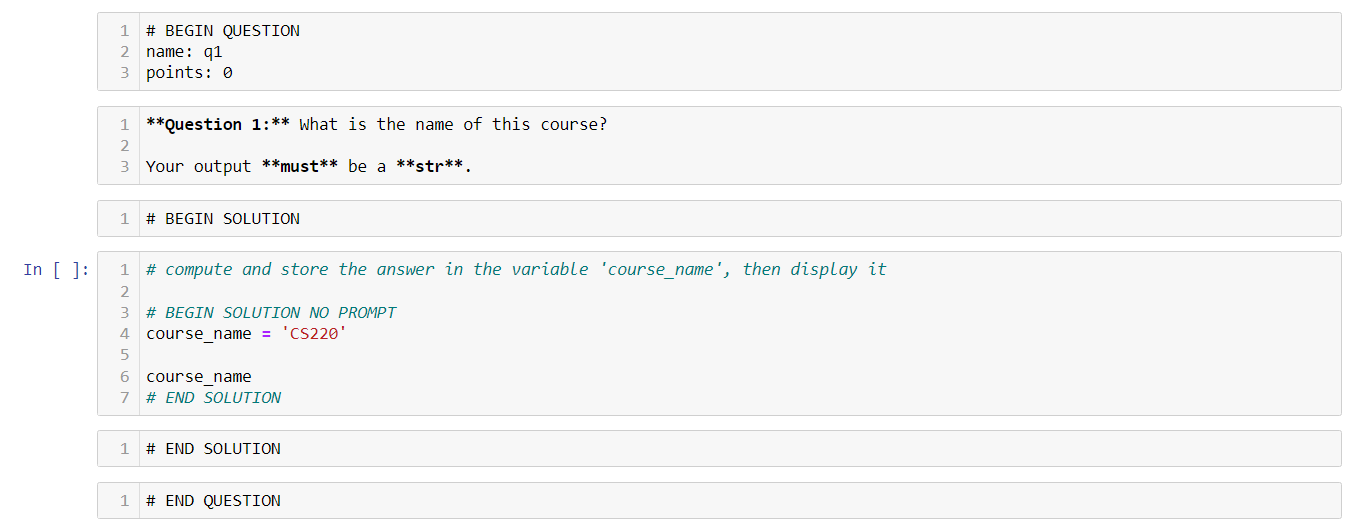 1 # BEGIN QUESTION
2 name: q1
3 points: 0
1 **Question 1:** What is the name of this course?
2
3 Your output **must** be a **str**.
1 # BEGIN SOLUTION
In [ ]: 1 # compute and store the answer in the variable 'course_name', then display it
2
3 # BEGIN SOLUTION NO PROMPT
4 course_name = 'CS220'
5
6 course_name
7 # END SOLUTION
1 # END SOLUTION
1 # END QUESTION